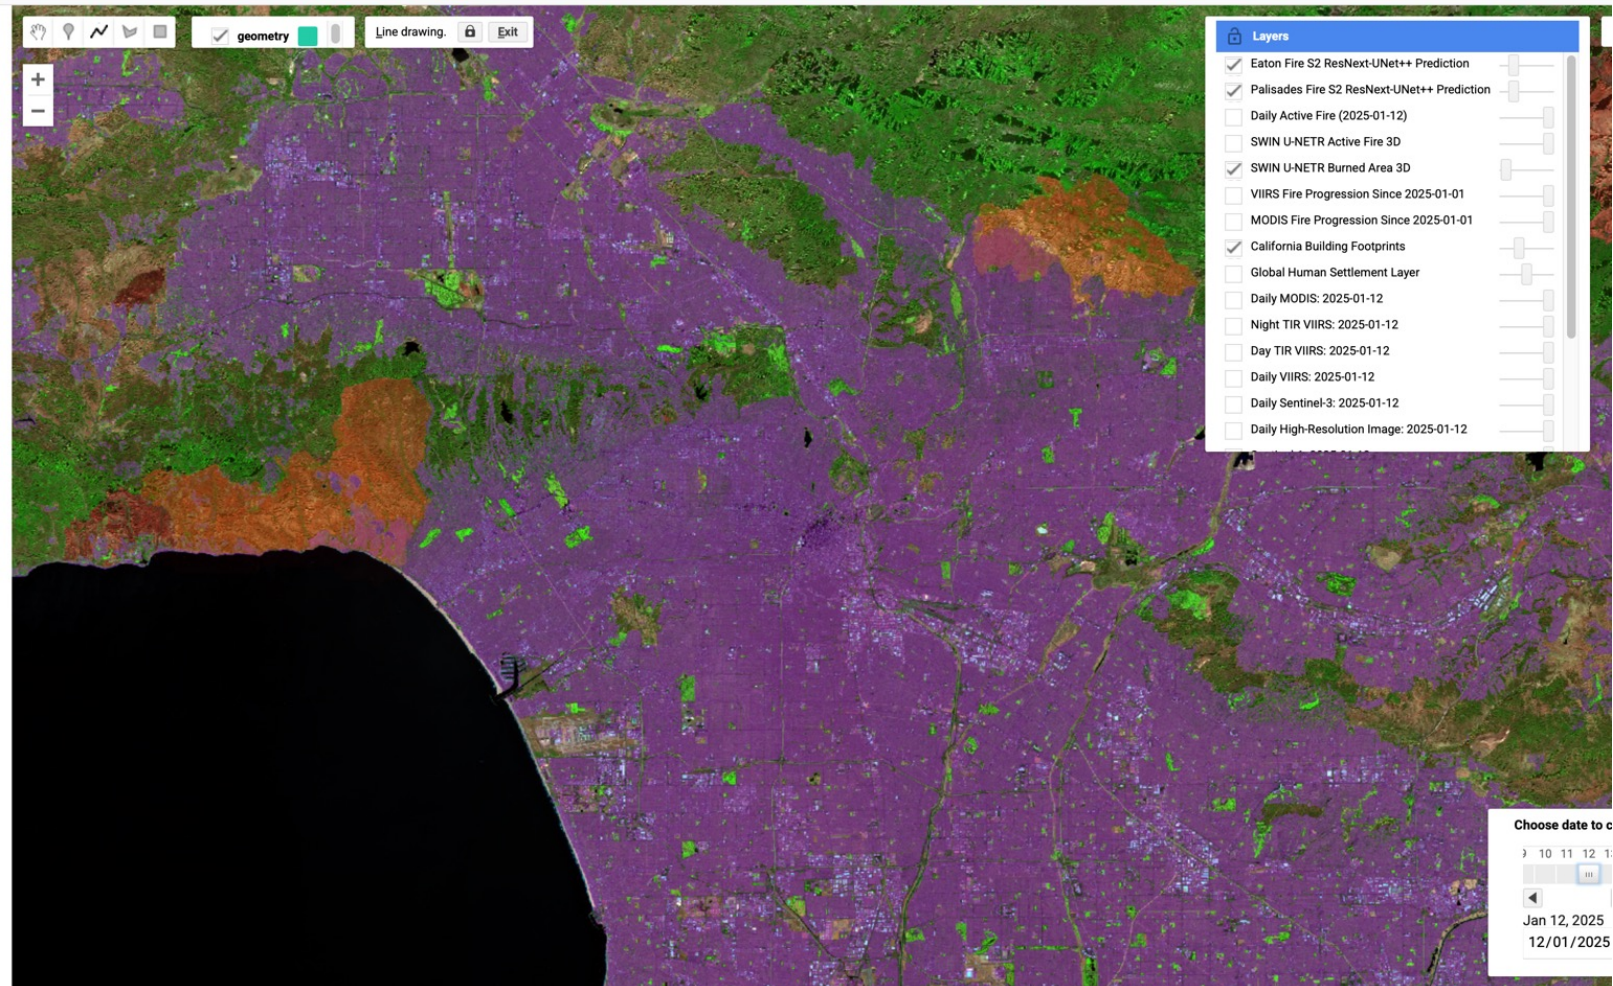 geometry
Line drawing.
Exit
+
−
Layers
Eaton Fire S2 ResNext-UNet++ Prediction
Palisades Fire S2 ResNext-UNet++ Prediction
Daily Active Fire (2025-01-12)
SWIN U-NETR Active Fire 3D
SWIN U-NETR Burned Area 3D
VIIRS Fire Progression Since 2025-01-01
MODIS Fire Progression Since 2025-01-01
California Building Footprints
Global Human Settlement Layer
Daily MODIS: 2025-01-12
Night TIR VIIRS: 2025-01-12
Day TIR VIIRS: 2025-01-12
Daily VIIRS: 2025-01-12
Daily Sentinel-3: 2025-01-12
Daily High-Resolution Image: 2025-01-12
Choose date to c
10 11 12
Jan 12, 2025
12/01/2025